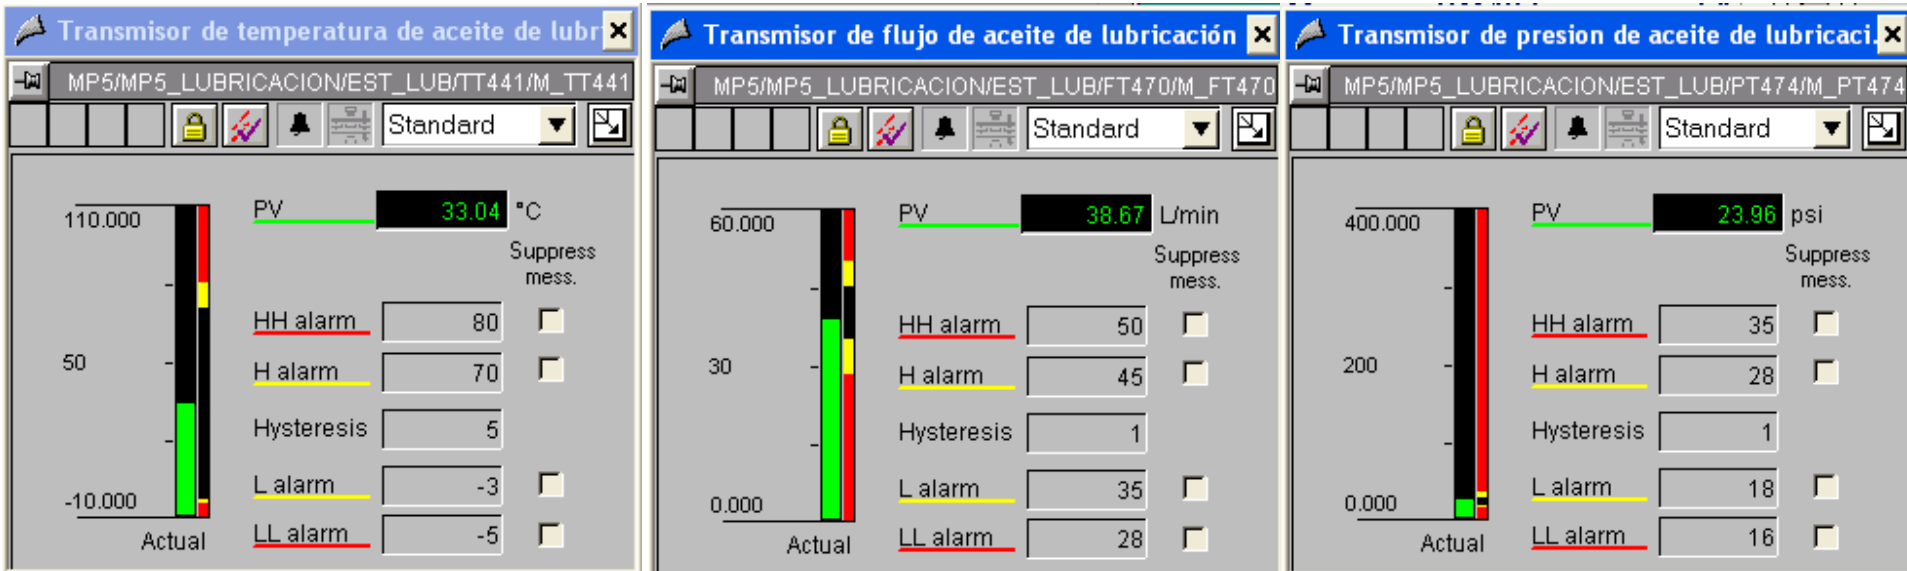 Transmisor de temperatura de aceite de lubr
MP5/MP5_LUBRICACION/EST_LUB/TT441/M_TT441
Standard
110.000
50
-10.000
Actual
PV 33.04 °C
Suppress
mess.
HH alarm 80
H alarm 70
Hysteresis 5
L alarm -3
LL alarm -5
Transmisor de flujo de aceite de lubricación
MP5/MP5_LUBRICACION/EST_LUB/FT470/M_FT470
Standard
60.000
30
0.000
Actual
PV 38.67 L/min
Suppress
mess.
HH alarm 50
H alarm 45
Hysteresis 1
L alarm 35
LL alarm 28
Transmisor de presion de aceite de lubricaci.
MP5/MP5_LUBRICACION/EST_LUB/PT474/M_PT474
Standard
400.000
200
0.000
Actual
PV 23.96 psi
Suppress
mess.
HH alarm 35
H alarm 28
Hysteresis 1
L alarm 18
LL alarm 16